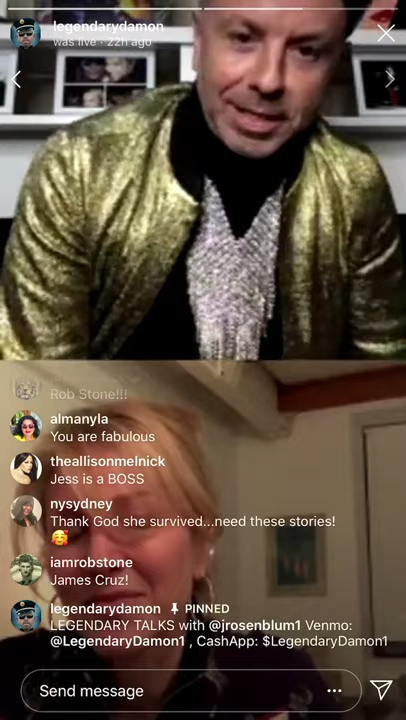 legendarydamon
was live · 22h ago
Rob Stone!!!
almanyla
You are fabulous
theallisonmelnick
Jess is a BOSS
nysydney
Thank God she survived...need these stories!
🥰
iamrobstone
James Cruz!
legendarydamon PINNED
LEGENDARY TALKS with @jrosenblum1 Venmo:
@LegendaryDamon1 , CashApp: $LegendaryDamon1
Send message